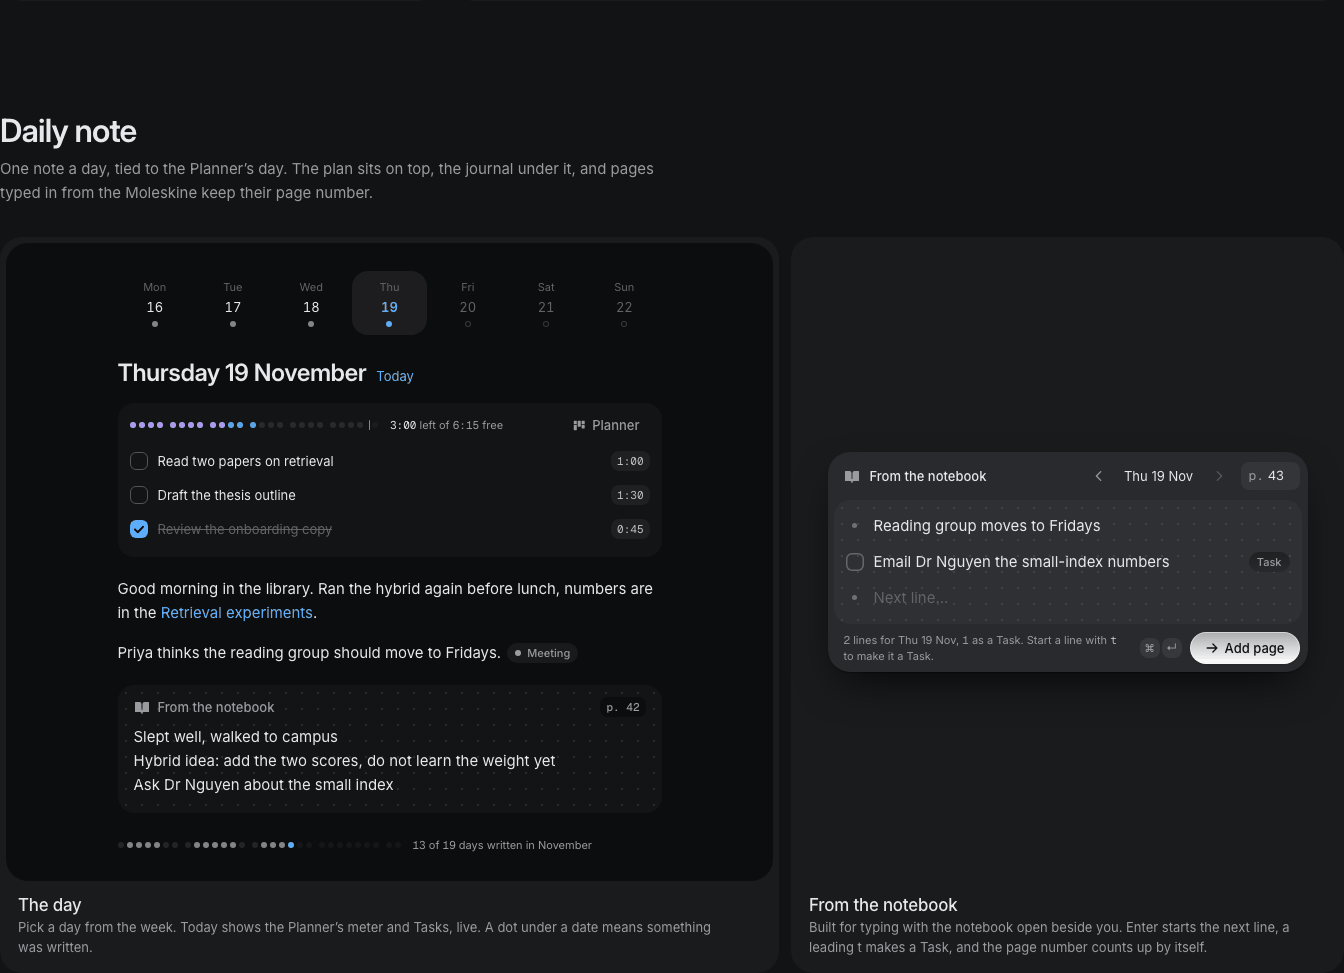 Daily note
One note a day, tied to the Planner’s day. The plan sits on top, the journal under it, and pages
typed in from the Moleskine keep their page number.
Mon Tue Wed Thu Fri Sat Sun
16 17 18 19 20 21 22
Thursday 19 November Today
3:00 left of 6:15 free Planner
Read two papers on retrieval 1:00
Draft the thesis outline 1:30
Review the onboarding copy 0:45
Good morning in the library. Ran the hybrid again before lunch, numbers are
in the Retrieval experiments.
Priya thinks the reading group should move to Fridays. Meeting
From the notebook p. 42
Slept well, walked to campus
Hybrid idea: add the two scores, do not learn the weight yet
Ask Dr Nguyen about the small index
13 of 19 days written in November
The day
Pick a day from the week. Today shows the Planner’s meter and Tasks, live. A dot under a date means something
was written.
From the notebook Thu 19 Nov p. 43
Reading group moves to Fridays
Email Dr Nguyen the small-index numbers Task
Next line…
2 lines for Thu 19 Nov, 1 as a Task. Start a line with t
to make it a Task.
⌘ ↵ → Add page
From the notebook
Built for typing with the notebook open beside you. Enter starts the next line, a
leading t makes a Task, and the page number counts up by itself.